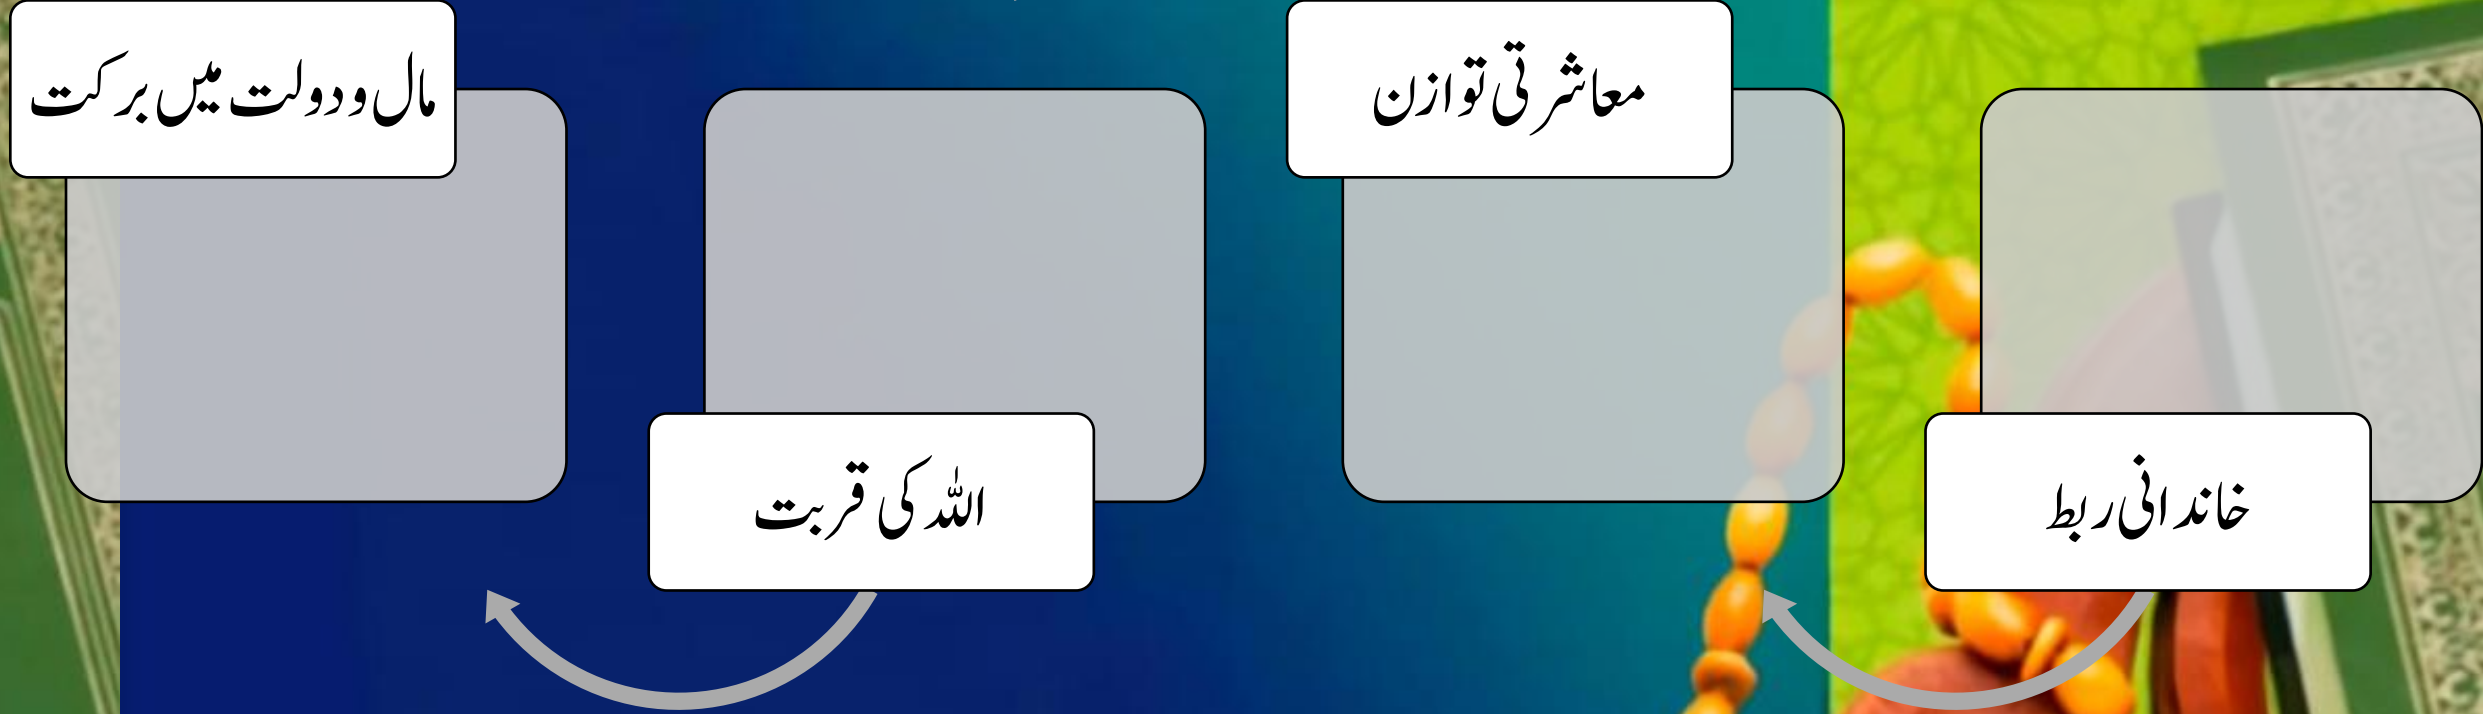 خاندانی ربط
معاشرتی توازن
اللہ کی قربت
مال و دولت میں برکت